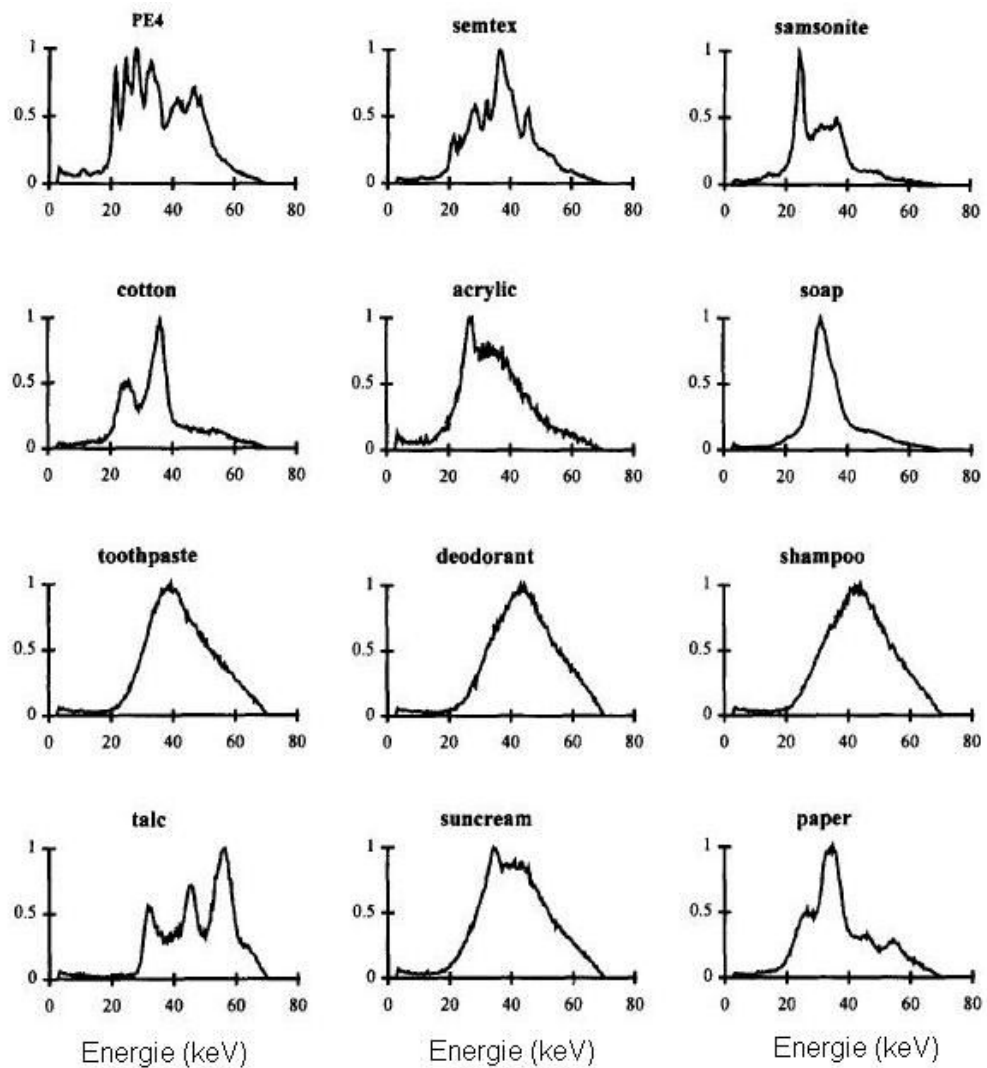 PE4 semtex samsonite
1 1 1
0.5 0.5 0.5
0 0 0
0 20 40 60 80 0 20 40 60 80 0 20 40 60 80
cotton acrylic soap
1 1 1
0.5 0.5 0.5
0 0 0
0 20 40 60 80 0 20 40 60 80 0 20 40 60 80
toothpaste deodorant shampoo
1 1 1
0.5 0.5 0.5
0 0 0
0 20 40 60 80 0 20 40 60 80 0 20 40 60 80
talc suncream paper
1 1 1
0.5 0.5 0.5
0 0 0
0 20 40 60 80 0 20 40 60 80 0 20 40 60 80
Energie (keV) Energie (keV) Energie (keV)